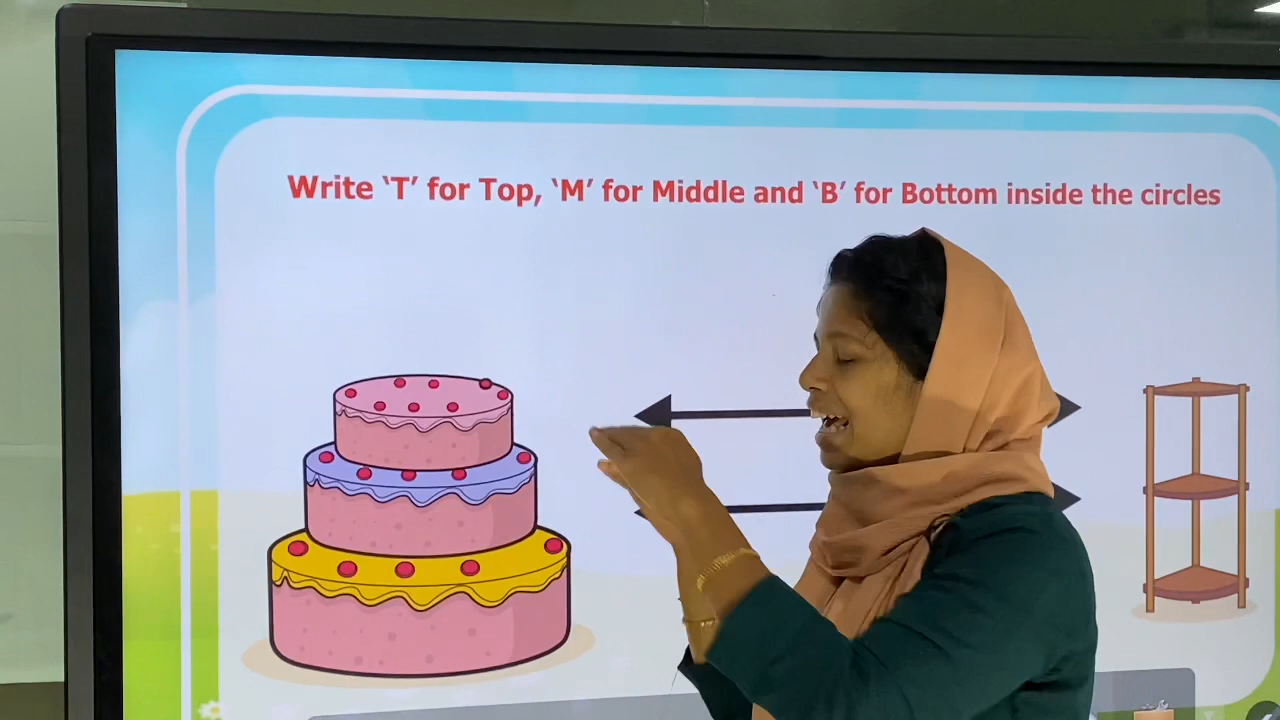 Write ‘T’ for Top, ‘M’ for Middle and ‘B’ for Bottom inside the circles